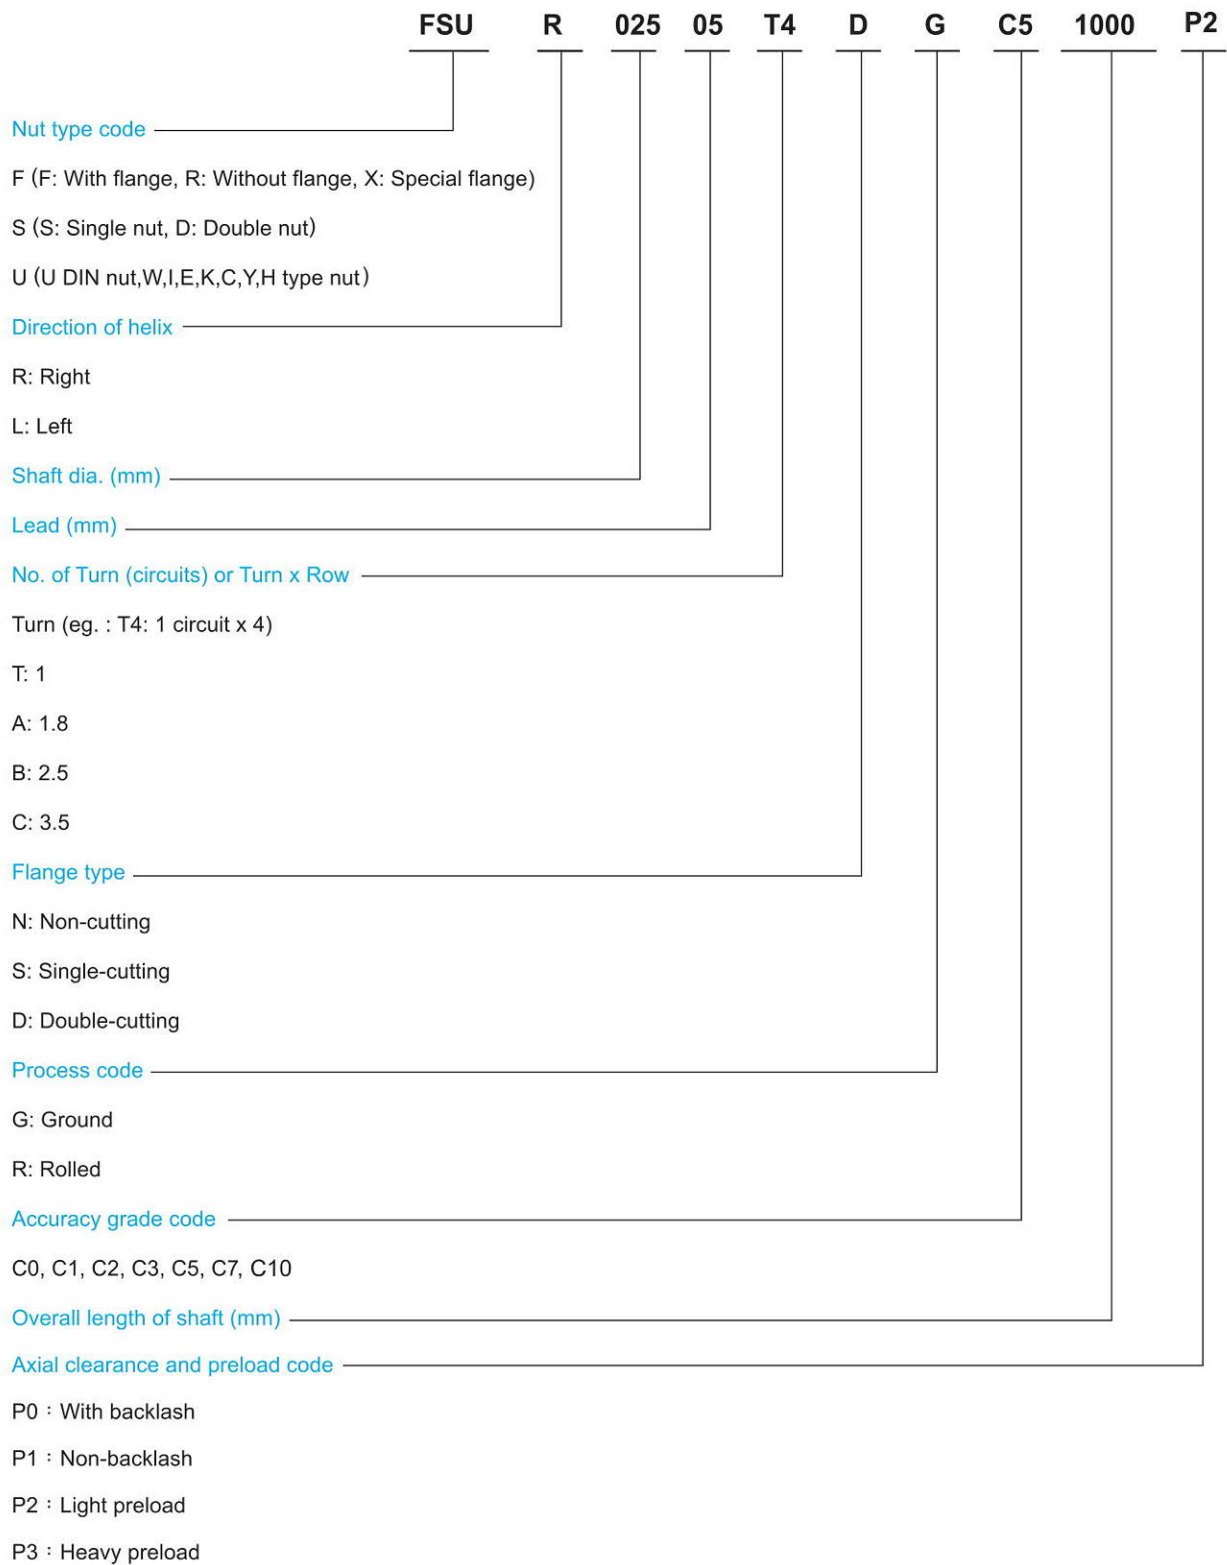 FSU R 025 05 T4 D G C5 1000 P2
Nut type code
F (F: With flange, R: Without flange, X: Special flange)
S (S: Single nut, D: Double nut)
U (U DIN nut,W,I,E,K,C,Y,H type nut)
Direction of helix
R: Right
L: Left
Shaft dia. (mm)
Lead (mm)
No. of Turn (circuits) or Turn x Row
Turn (eg. : T4: 1 circuit x 4)
T: 1
A: 1.8
B: 2.5
C: 3.5
Flange type
N: Non-cutting
S: Single-cutting
D: Double-cutting
Process code
G: Ground
R: Rolled
Accuracy grade code
C0, C1, C2, C3, C5, C7, C10
Overall length of shaft (mm)
Axial clearance and preload code
P0：With backlash
P1：Non-backlash
P2：Light preload
P3：Heavy preload